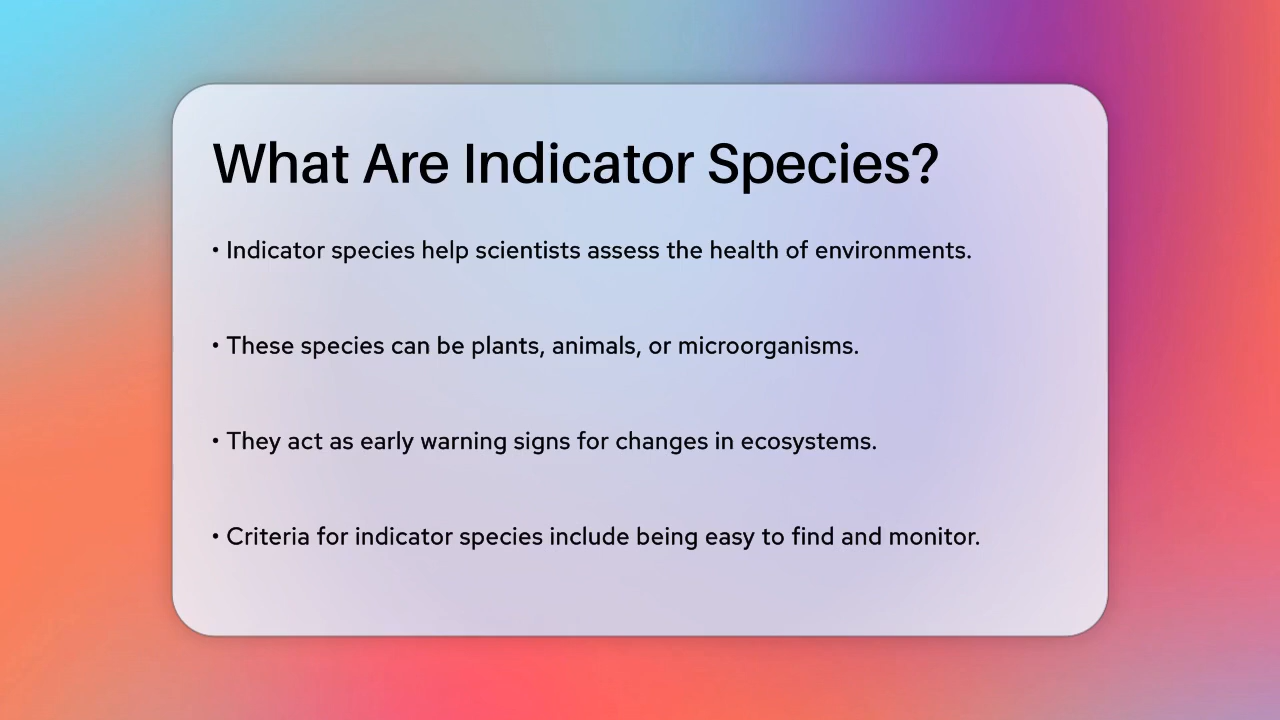 What Are Indicator Species?
• Indicator species help scientists assess the health of environments.
• These species can be plants, animals, or microorganisms.
• They act as early warning signs for changes in ecosystems.
• Criteria for indicator species include being easy to find and monitor.